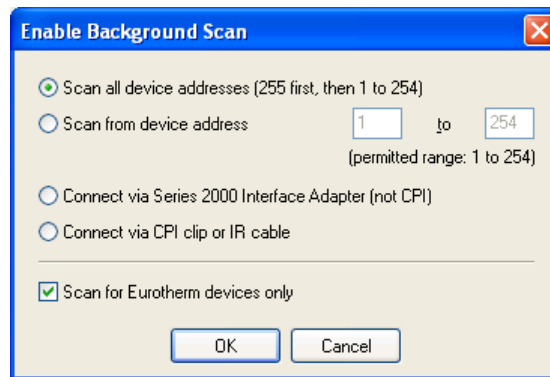 Enable Background Scan
Scan all device addresses (255 first, then 1 to 254)
Scan from device address 1 to 254
(permitted range: 1 to 254)
Connect via Series 2000 Interface Adapter (not CPI)
Connect via CPI clip or IR cable
Scan for Eurotherm devices only
OK Cancel